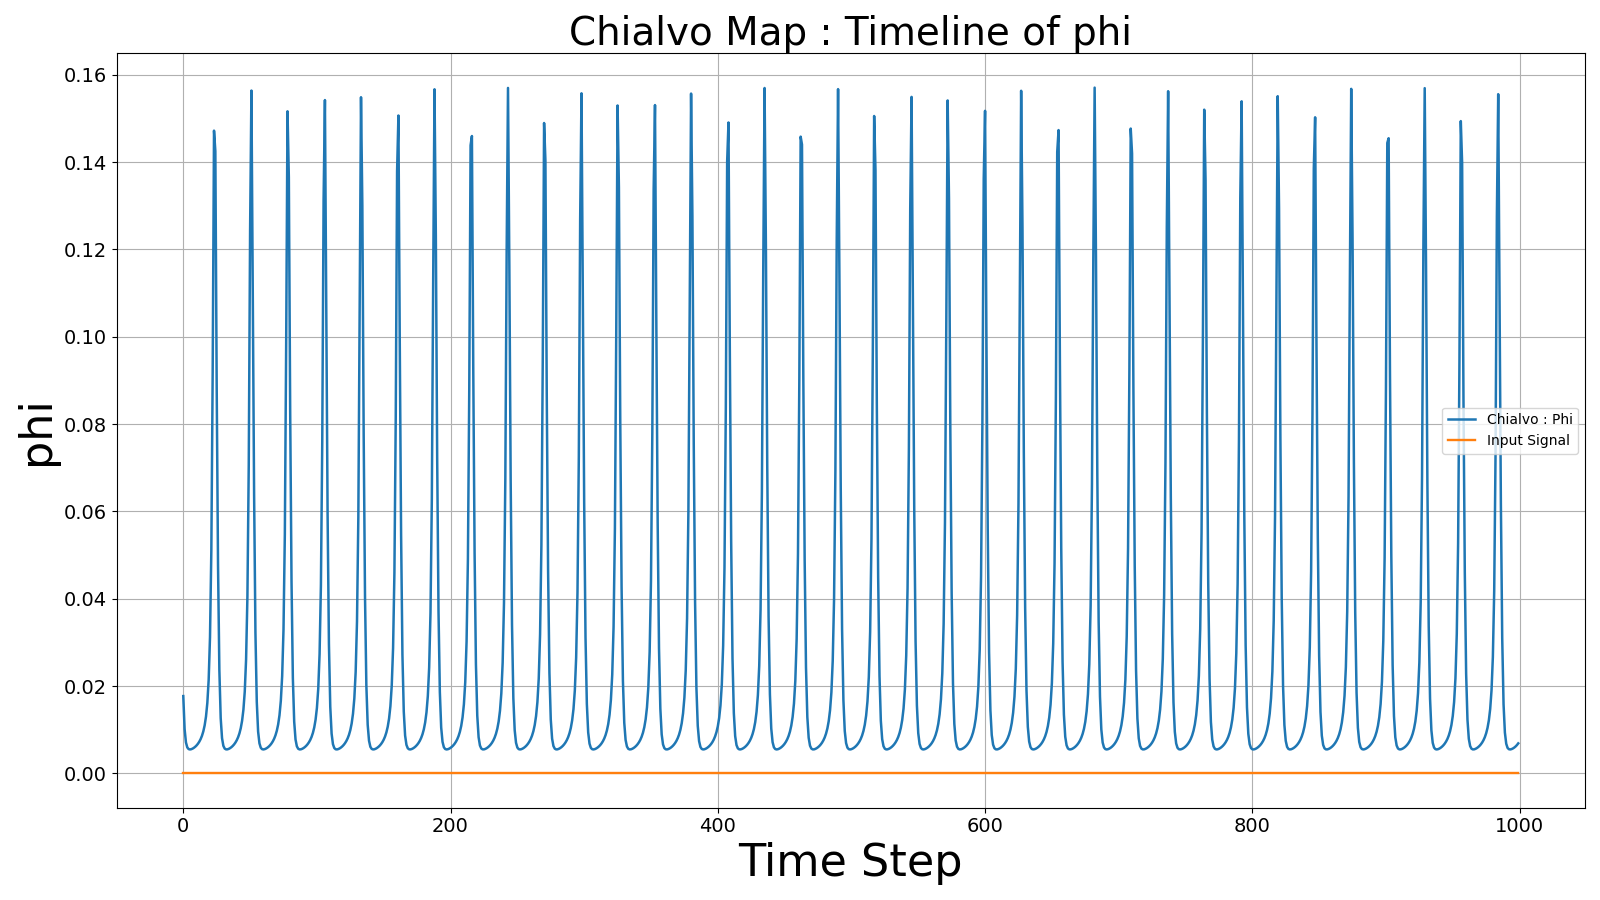 Chialvo Map : Timeline of phi
0.16
0.14
0.12
0.10
0.08
0.06
0.04
0.02
0.00
phi
Chialvo : Phi
Input Signal
0 200 400 600 800 1000
Time Step